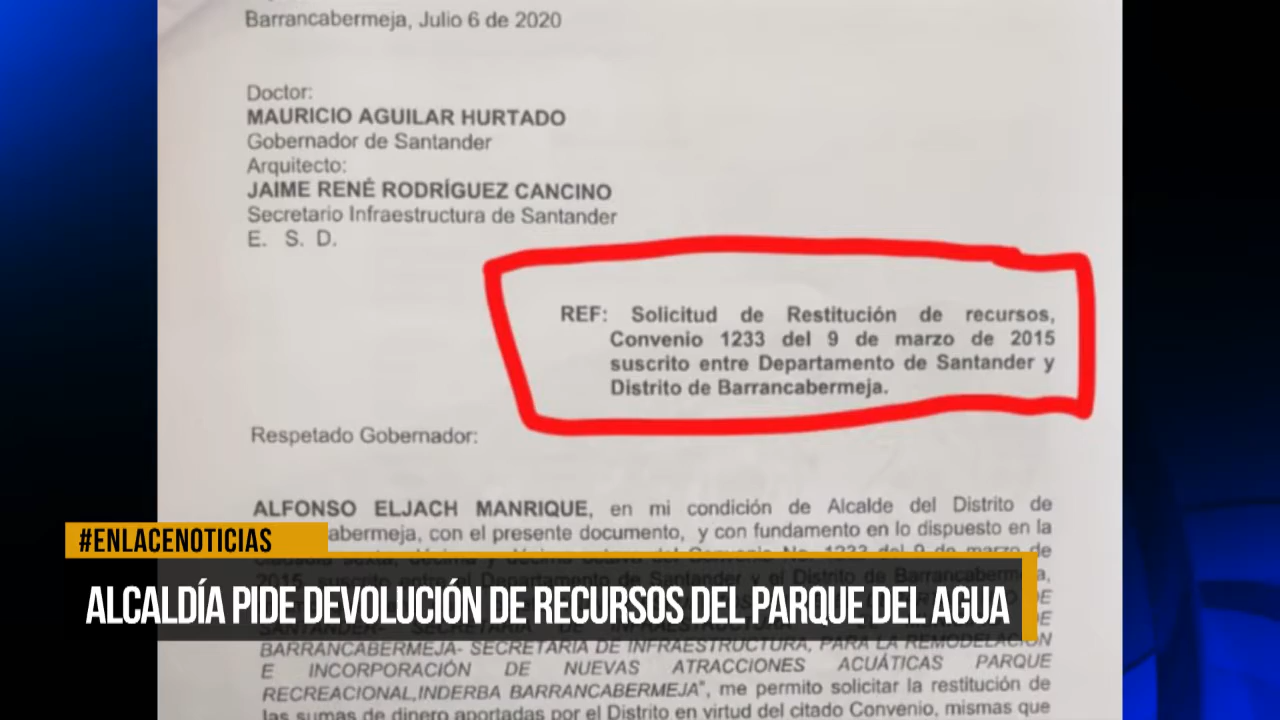 Barrancabermeja, Julio 6 de 2020
Doctor:
MAURICIO AGUILAR HURTADO
Gobernador de Santander
Arquitecto:
JAIME RENÉ RODRÍGUEZ CANCINO
Secretario Infraestructura de Santander
E. S. D.
REF: Solicitud de Restitución de recursos,
Convenio 1233 del 9 de marzo de 2015
suscrito entre Departamento de Santander y
Distrito de Barrancabermeja.
Respetado Gobernador:
ALFONSO ELJACH MANRIQUE, en mi condición de Alcalde del Distrito de
abermeja, con el presente documento, y con fundamento en lo dispuesto en la
#ENLACENOTICIAS
ALCALDÍA PIDE DEVOLUCIÓN DE RECURSOS DEL PARQUE DEL AGUA
BARRANCABERMEJA- SECRETARIA DE INFRAESTRUCTURA, PARA LA REMODELACIÓN
E INCORPORACIÓN DE NUEVAS ATRACCIONES ACUÁTICAS PARQUE
RECREACIONAL,INDERBA BARRANCABERMEJA", me permito solicitar la restitución de
las sumas de dinero aportadas por el Distrito en virtud del citado Convenio, mismas que